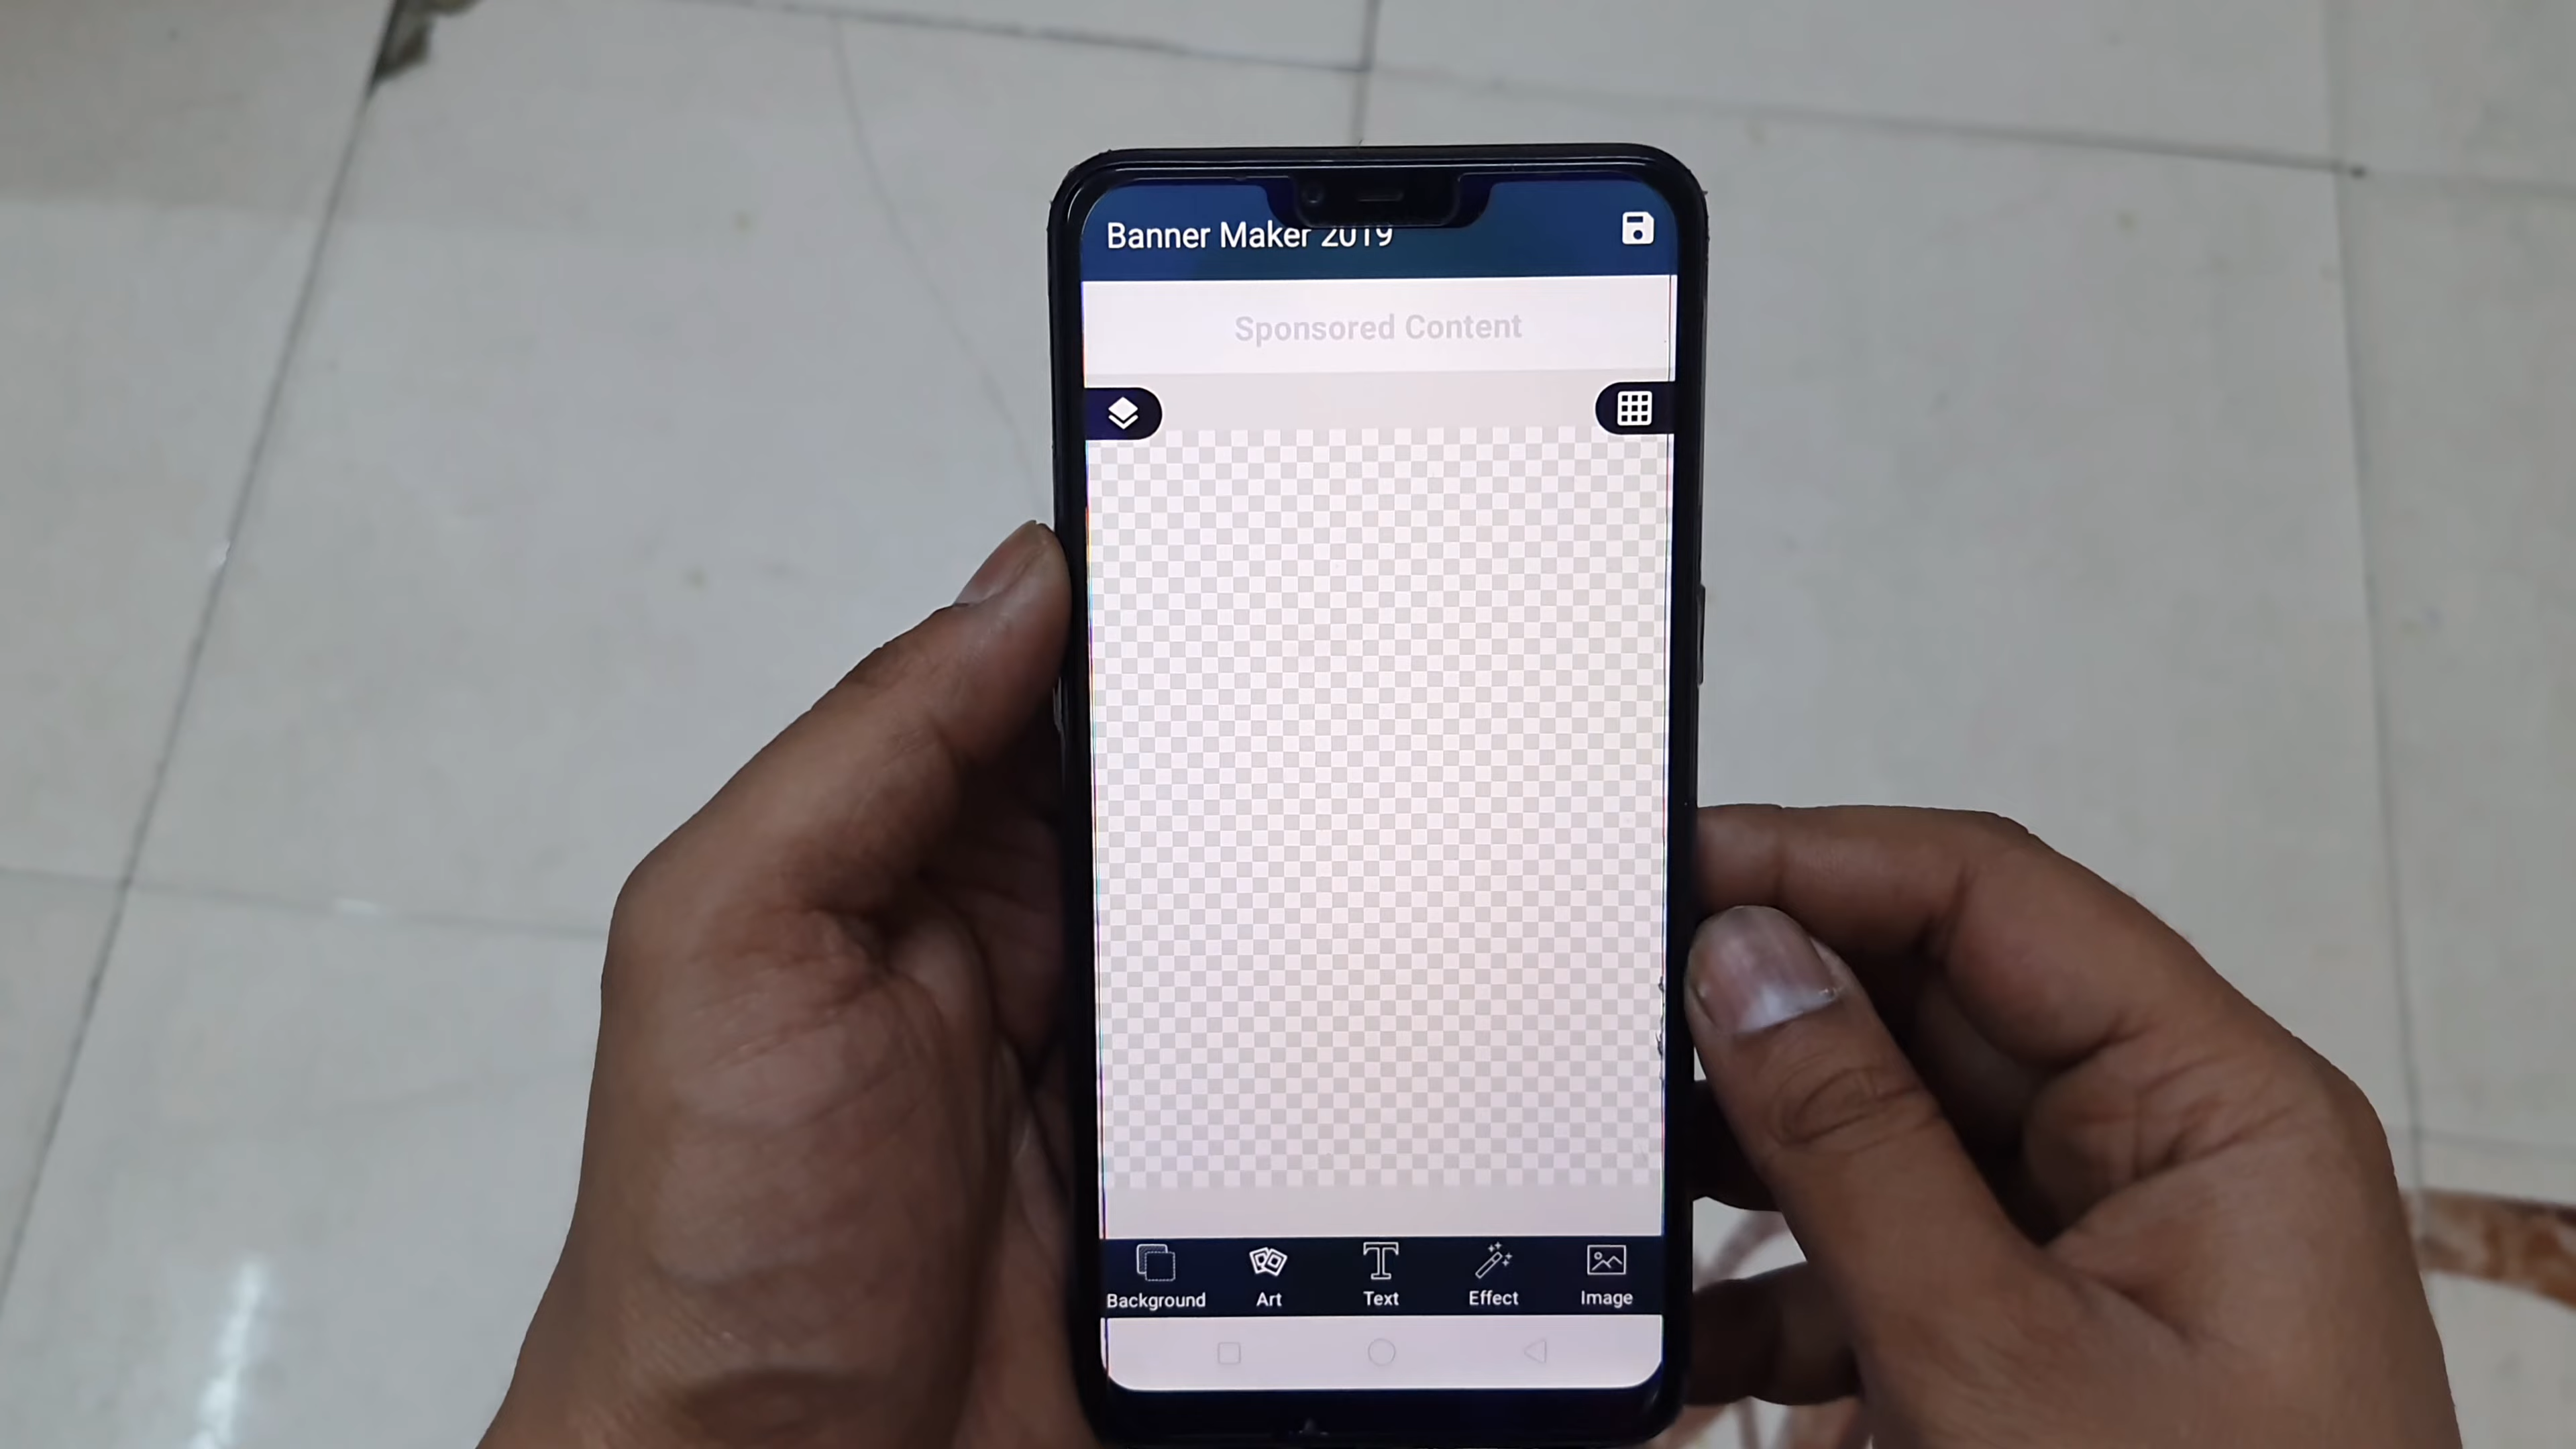 Banner Maker 2019
Sponsored Content
Background
Art
Text
Effect
Image